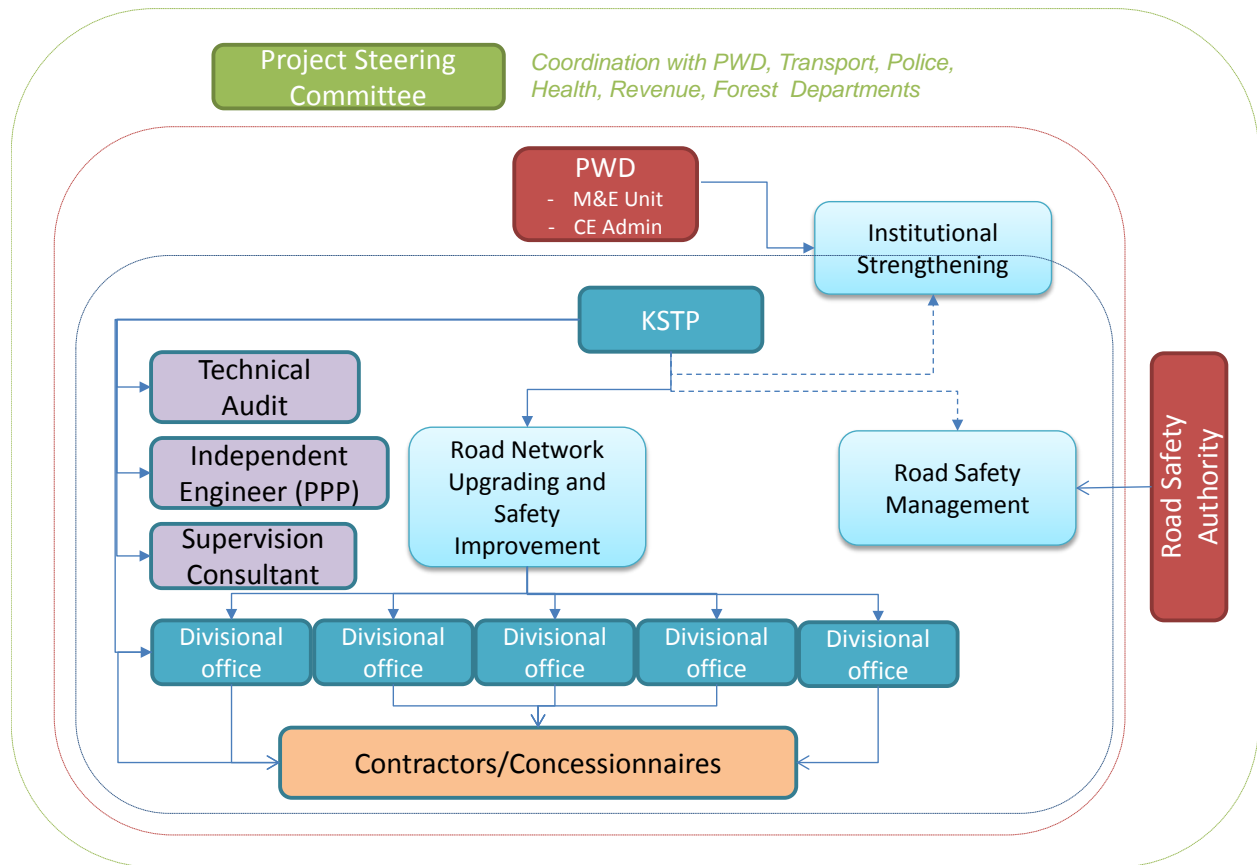 Project Steering
Committee
Coordination with PWD, Transport, Police,
Health, Revenue, Forest Departments
PWD
- M&E Unit
- CE Admin
Institutional
Strengthening
KSTP
Technical
Audit
Independent
Engineer (PPP)
Supervision
Consultant
Road Network
Upgrading and
Safety
Improvement
Road Safety
Management
Road Safety
Authority
Divisional
office
Divisional
office
Divisional
office
Divisional
office
Divisional
office
Contractors/Concessionnaires